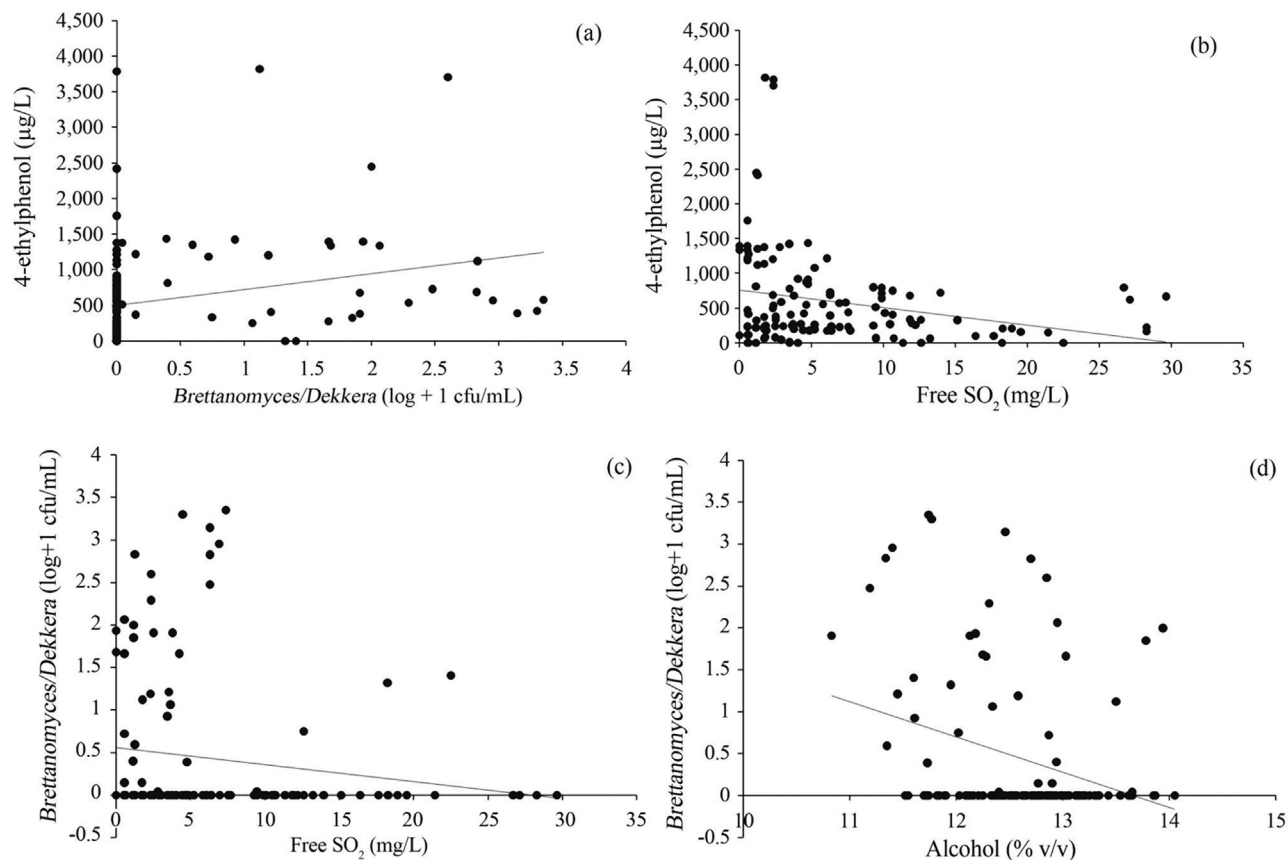 (a)
4-ethylphenol (µg/L)
4,500
4,000
3,500
3,000
2,500
2,000
1,500
1,000
500
0
0 0.5 1 1.5 2 2.5 3 3.5 4
Brettanomyces/Dekkera (log + 1 cfu/mL)
(b)
4-ethylphenol (µg/L)
4,500
4,000
3,500
3,000
2,500
2,000
1,500
1,000
500
0
0 5 10 15 20 25 30 35
Free SO₂ (mg/L)
(c)
Brettanomyces/Dekkera (log+1 cfu/mL)
4
3.5
3
2.5
2
1.5
1
0.5
0
-0.5
0 5 10 15 20 25 30 35
Free SO₂ (mg/L)
(d)
Brettanomyces/Dekkera (log+1 cfu/mL)
4
3.5
3
2.5
2
1.5
1
0.5
0
-0.5
10 11 12 13 14 15
Alcohol (% v/v)